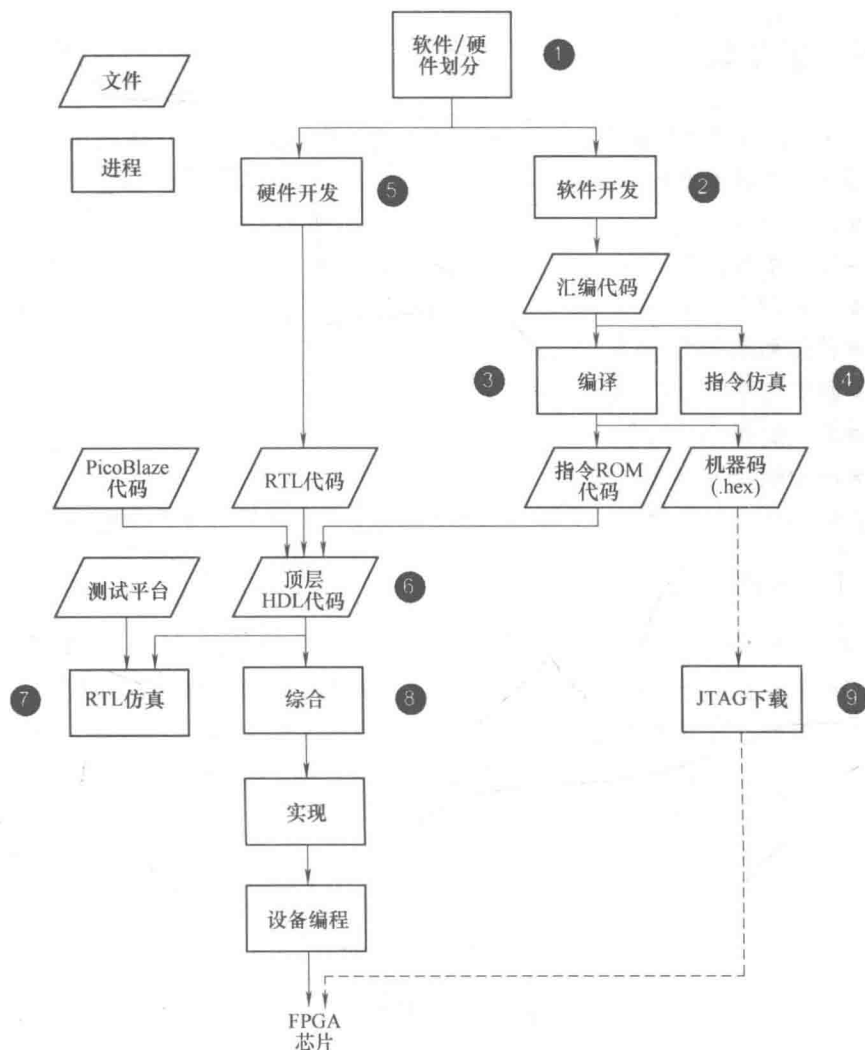 软件/硬
件划分
1
文件
进程
硬件开发
5
软件开发
2
汇编代码
3
编译
指令仿真
4
PicoBlaze
代码
RTL代码
指令ROM
代码
机器码
(.hex)
测试平台
顶层
HDL代码
6
7
RTL仿真
综合
8
JTAG下载
9
实现
设备编程
FPGA
芯片